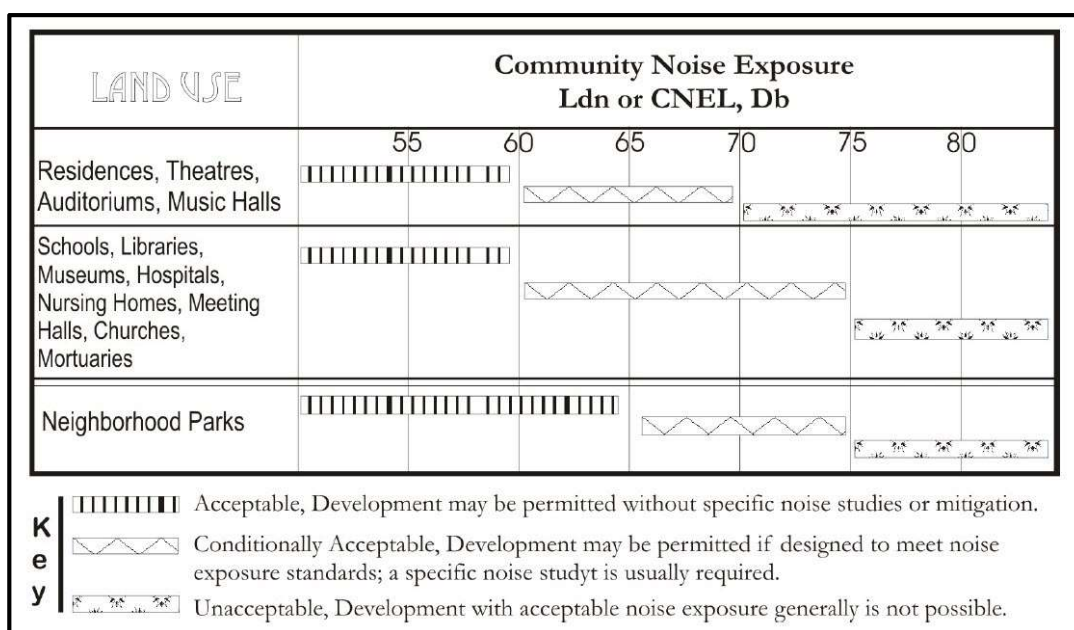 LAND USE
Community Noise Exposure
Ldn or CNEL, Db
55 60 65 70 75 80
Residences, Theatres,
Auditoriums, Music Halls
Schools, Libraries,
Museums, Hospitals,
Nursing Homes, Meeting
Halls, Churches,
Mortuaries
Neighborhood Parks
Key
Acceptable, Development may be permitted without specific noise studies or mitigation.
Conditionally Acceptable, Development may be permitted if designed to meet noise
exposure standards; a specific noise studyt is usually required.
Unacceptable, Development with acceptable noise exposure generally is not possible.